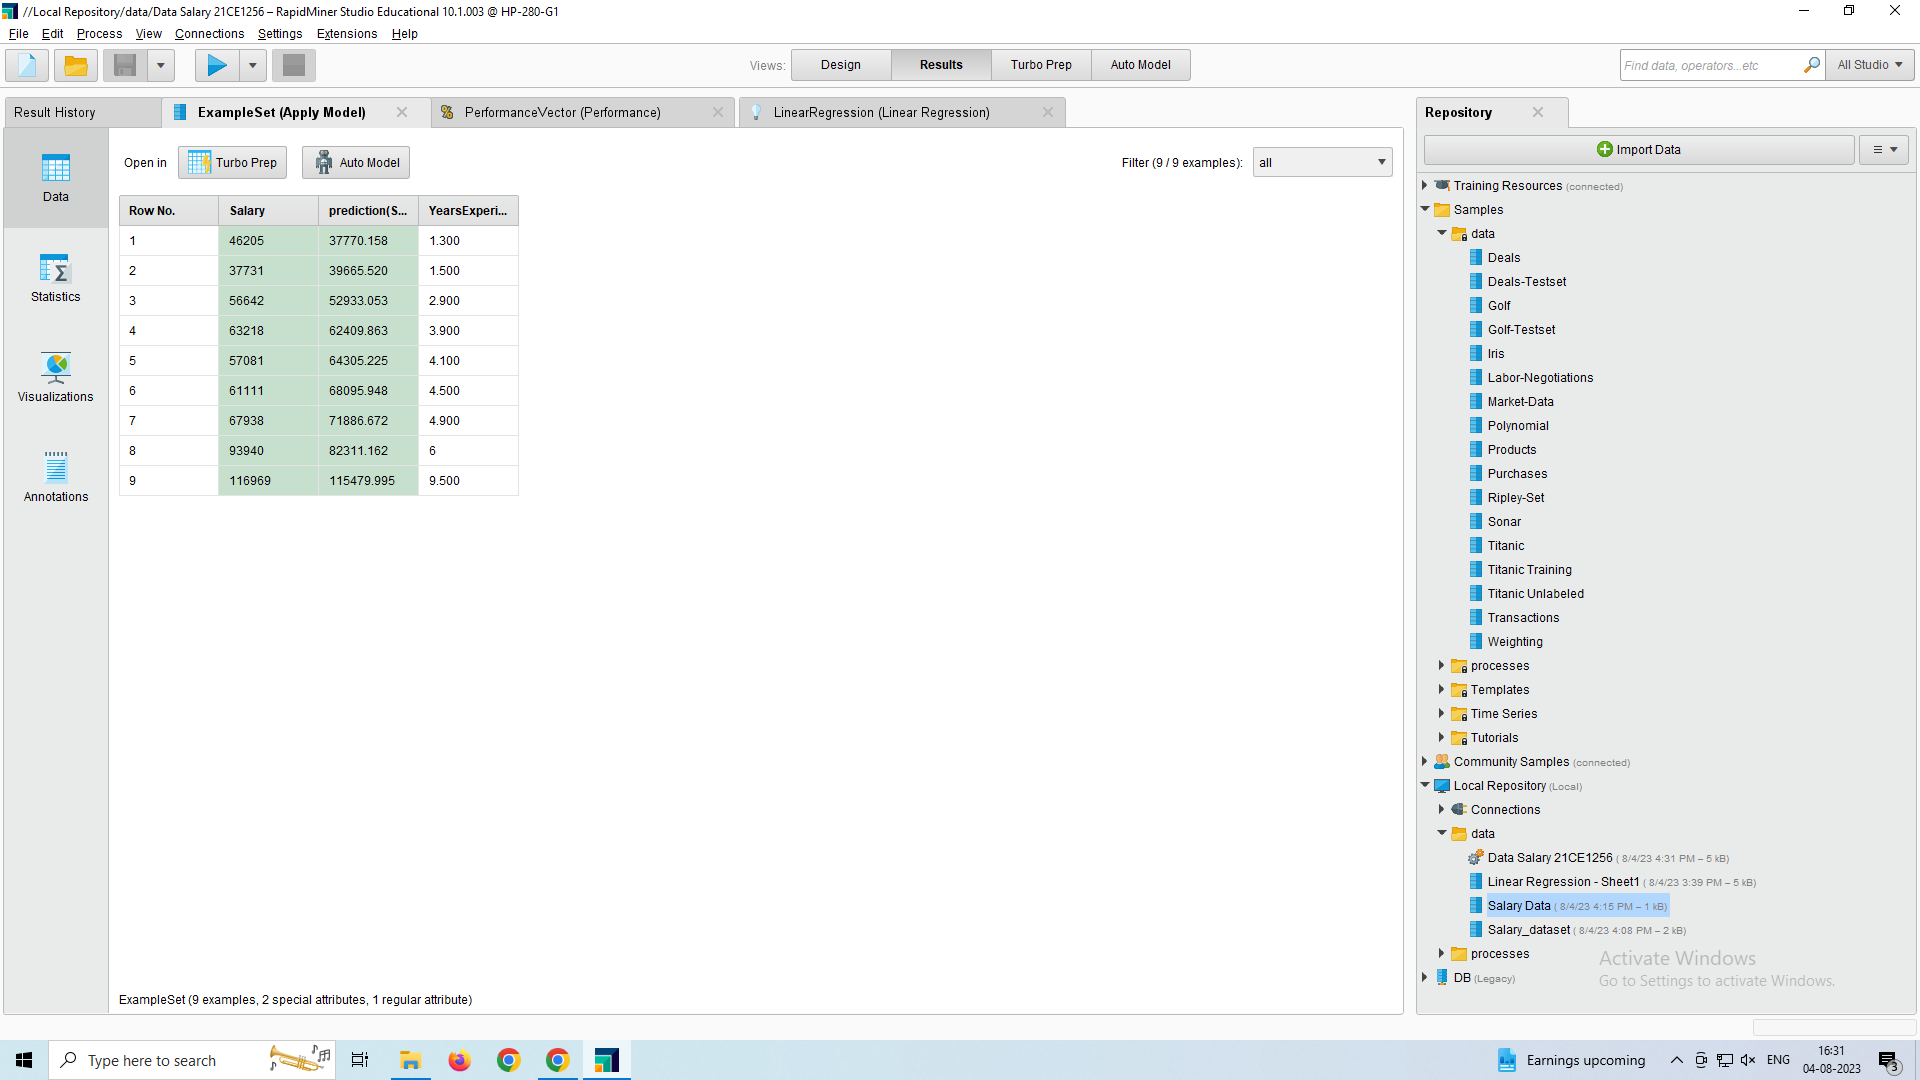 //Local Repository/data/Data Salary 21CE1256 – RapidMiner Studio Educational 10.1.003 @ HP-280-G1
File Edit Process View Connections Settings Extensions Help
Views: Design Results Turbo Prep Auto Model
Find data, operators...etc All Studio
Result History ExampleSet (Apply Model) PerformanceVector (Performance) LinearRegression (Linear Regression)
Repository
Open in Turbo Prep Auto Model Filter (9 / 9 examples): all
Import Data
Data
Statistics
Visualizations
Annotations
Row No. Salary prediction(S... YearsExperi...
1 46205 37770.158 1.300
2 37731 39665.520 1.500
3 56642 52933.053 2.900
4 63218 62409.863 3.900
5 57081 64305.225 4.100
6 61111 68095.948 4.500
7 67938 71886.672 4.900
8 93940 82311.162 6
9 116969 115479.995 9.500
ExampleSet (9 examples, 2 special attributes, 1 regular attribute)
Training Resources (connected)
Samples
data
Deals
Deals-Testset
Golf
Golf-Testset
Iris
Labor-Negotiations
Market-Data
Polynomial
Products
Purchases
Ripley-Set
Sonar
Titanic
Titanic Training
Titanic Unlabeled
Transactions
Weighting
processes
Templates
Time Series
Tutorials
Community Samples (connected)
Local Repository (Local)
Connections
data
Data Salary 21CE1256 ( 8/4/23 4:31 PM – 5 kB)
Linear Regression - Sheet1 ( 8/4/23 3:39 PM – 5 kB)
Salary Data ( 8/4/23 4:15 PM – 1 kB)
Salary_dataset ( 8/4/23 4:08 PM – 2 kB)
processes
DB (Legacy)
Activate Windows
Go to Settings to activate Windows.
Type here to search
Earnings upcoming
ENG
16:31
04-08-2023
3